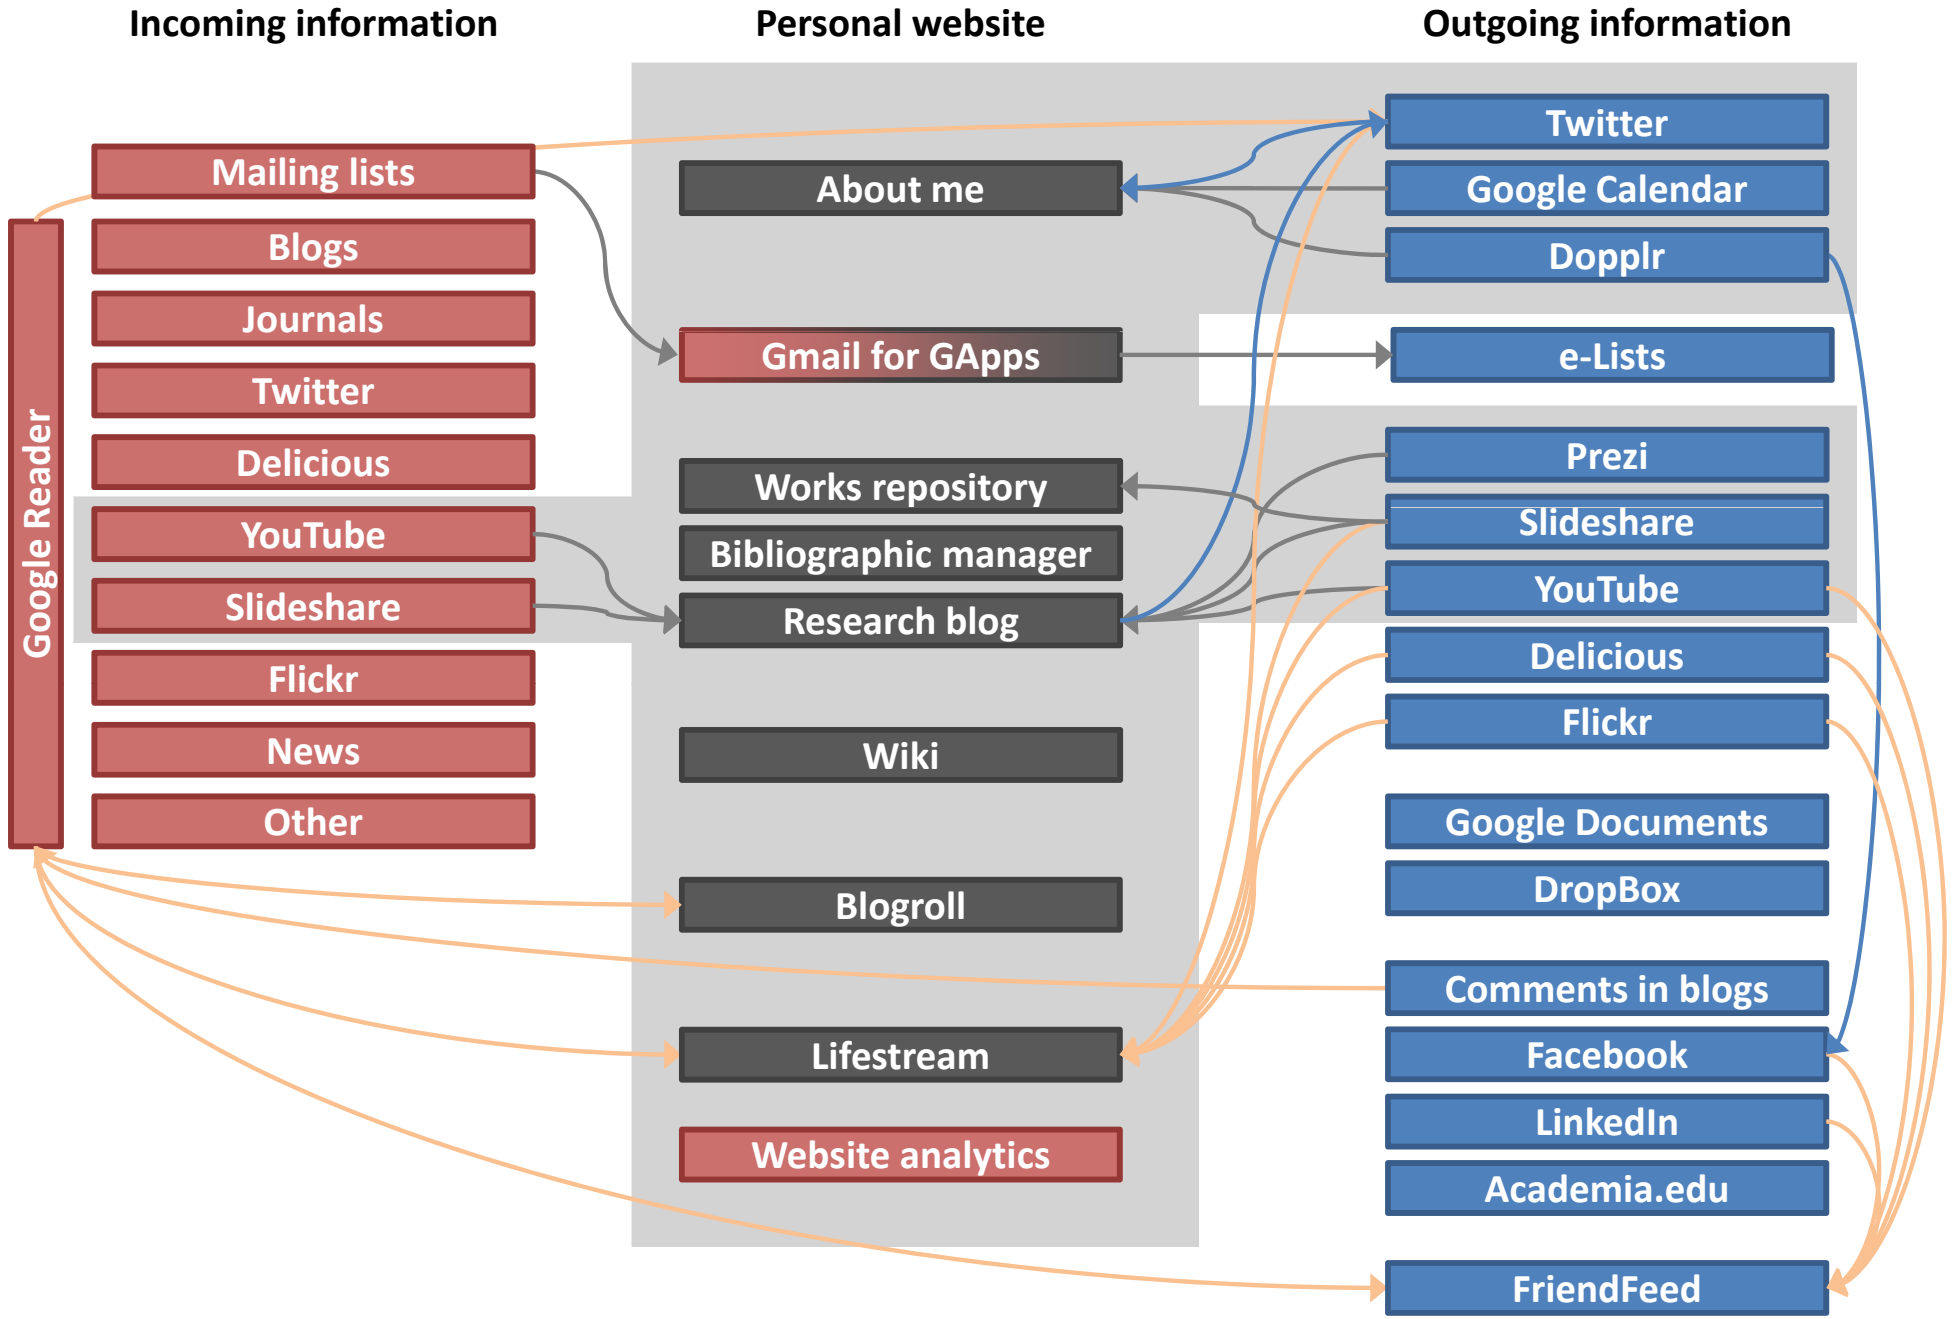 Incoming information
Personal website
Outgoing information
Google Reader
Mailing lists
Blogs
Journals
Twitter
Delicious
YouTube
Slideshare
Flickr
News
Other
About me
Gmail for GApps
Works repository
Bibliographic manager
Research blog
Wiki
Blogroll
Lifestream
Website analytics
Twitter
Google Calendar
Dopplr
e-Lists
Prezi
Slideshare
YouTube
Delicious
Flickr
Google Documents
DropBox
Comments in blogs
Facebook
LinkedIn
Academia.edu
FriendFeed